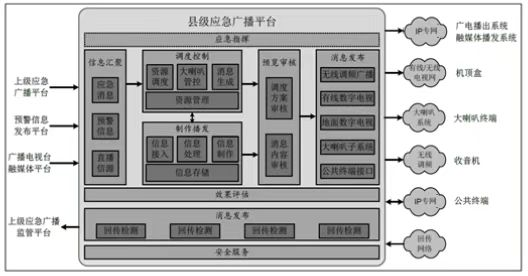 县级应急广播平台
应急指挥
信息汇聚
应急
消息
预警
信息
直播
信源
调度控制
资源
调度
大喇叭
管控
消息
生成
资源管理
制作播发
信息
接入
信息
处理
信息
制作
信息存储
预览审核
调度
方案
审核
消息
内容
审核
消息发布
无线调频广播
有线数字电视
地面数字电视
大喇叭子系统
公共终端接口
效果评估
消息发布
回传检测
回传检测
回传检测
回传检测
安全服务
上级应急
广播平台
预警信息
发布平台
广播电视台
融媒体平台
上级应急广播
监管平台
IP专网
有线/无线
电视网
大喇叭
系统
无线
调频
IP专网
回传
网络
广电播出系统
融媒体播发系统
机顶盒
大喇叭终端
收音机
公共终端